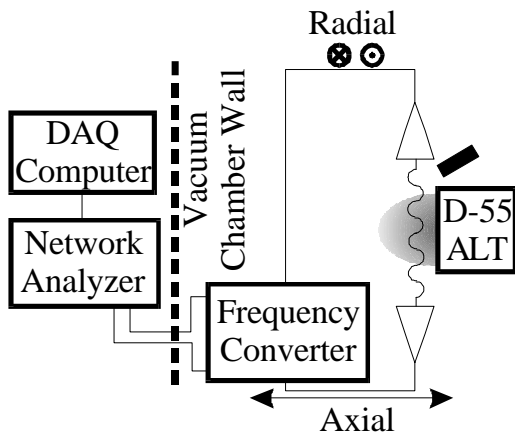 Radial
DAQ
Computer
Vacuum
Chamber Wall
D-55
ALT
Network
Analyzer
Frequency
Converter
Axial